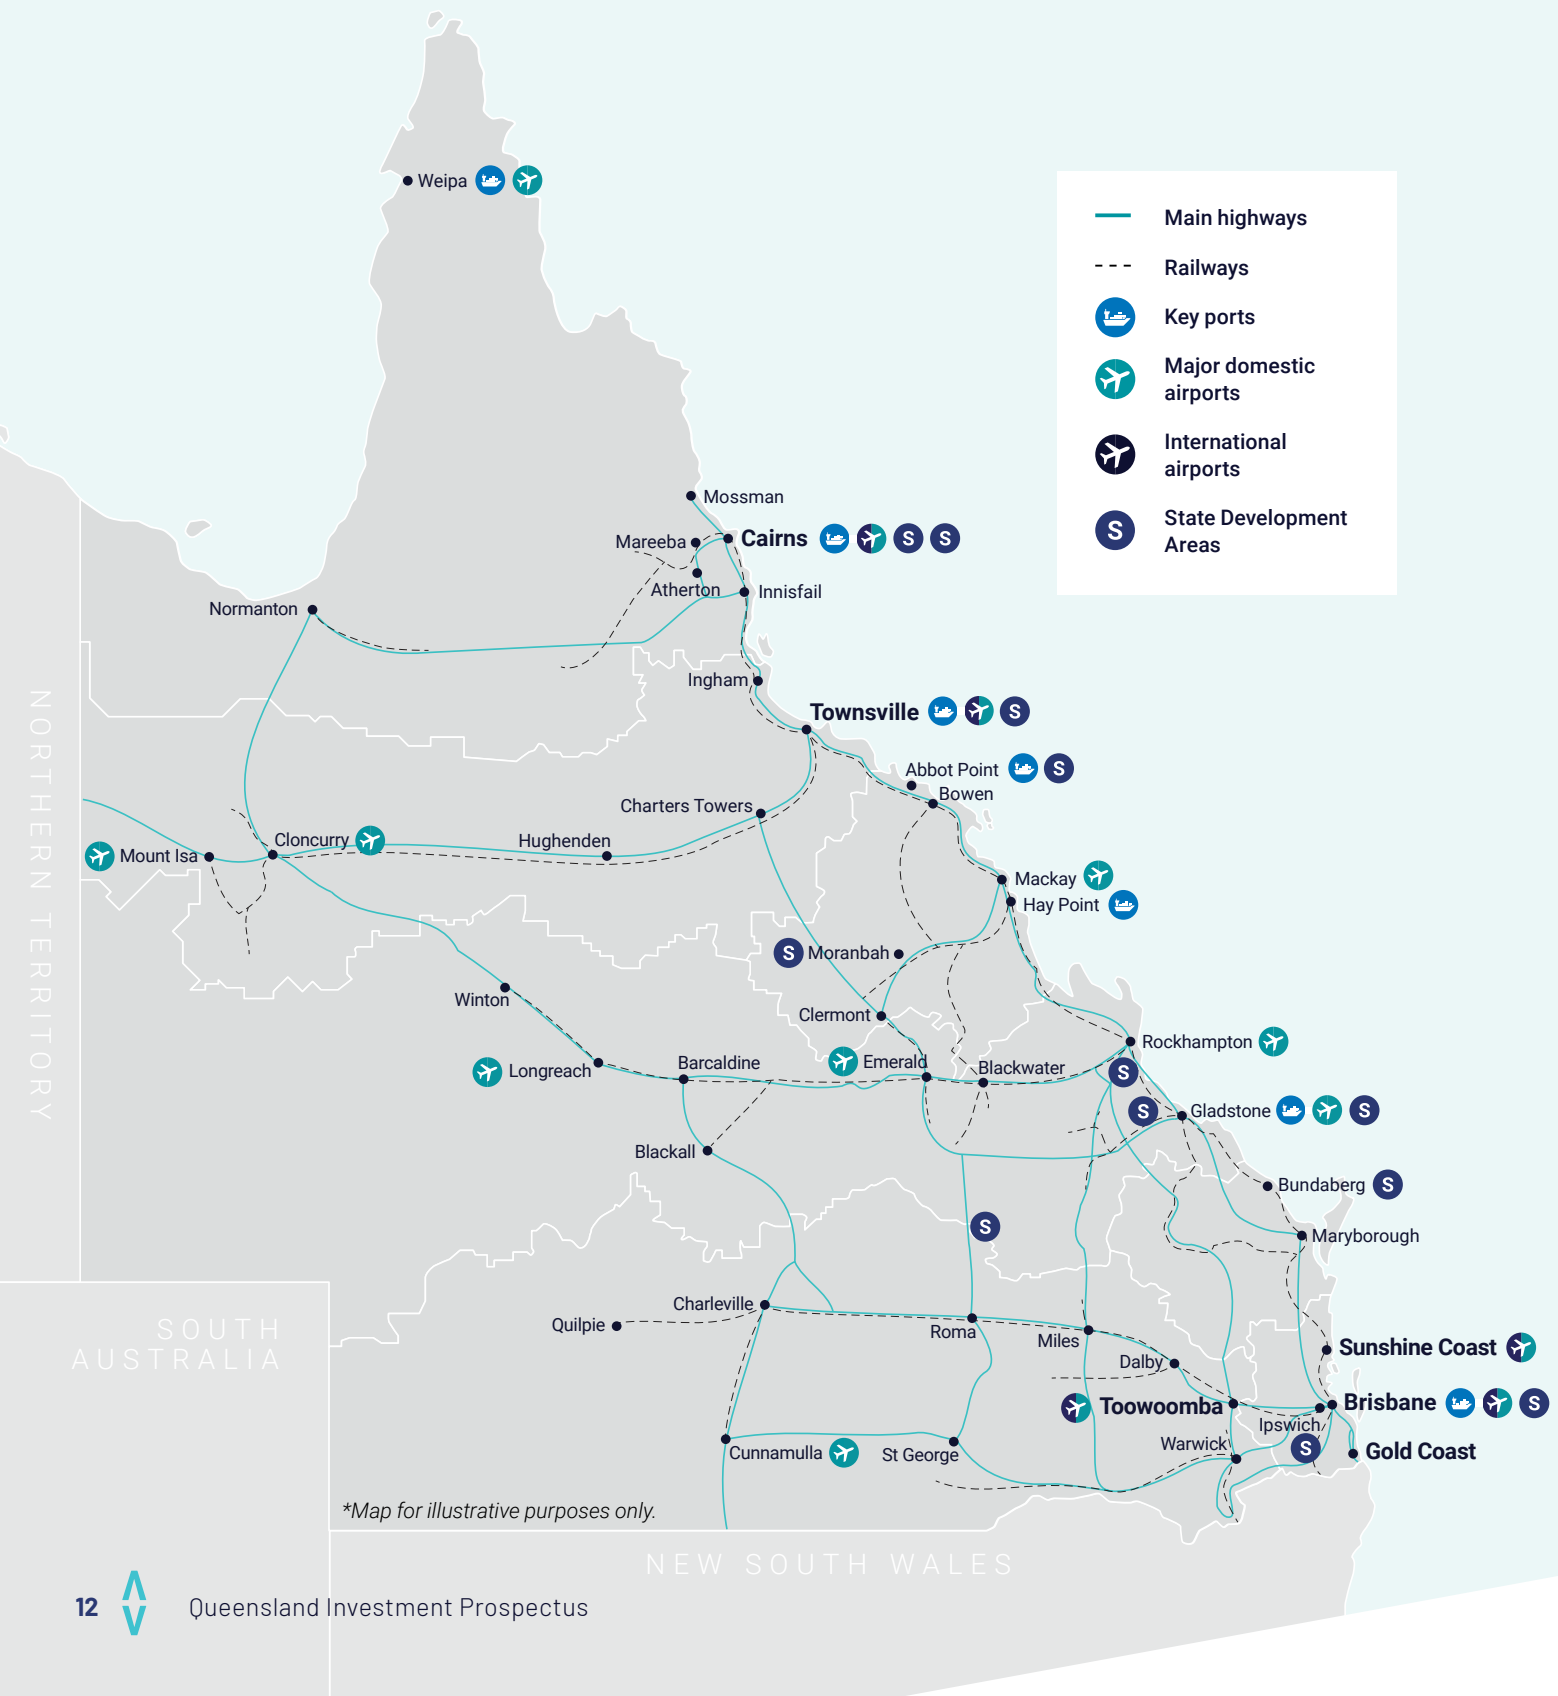 Weipa
Main highways
Railways
Key ports
Major domestic
airports
International
airports
State Development
Areas
S
Mossman
Mareeba
Cairns
S
S
Atherton
Innisfail
Normanton
Ingham
Townsville
S
Abbot Point
S
Bowen
Charters Towers
Cloncurry
Hughenden
Mount Isa
Mackay
Hay Point
S
Moranbah
Winton
Clermont
Rockhampton
Longreach
Barcaldine
Emerald
Blackwater
S
S
Gladstone
S
Blackall
Bundaberg
S
S
Maryborough
Charleville
Quilpie
Roma
Miles
Dalby
Sunshine Coast
Toowoomba
Brisbane
S
Ipswich
Warwick
S
Gold Coast
Cunnamulla
St George
NORTHERN TERRITORY
SOUTH
AUSTRALIA
*Map for illustrative purposes only.
NEW SOUTH WALES
12
Queensland Investment Prospectus